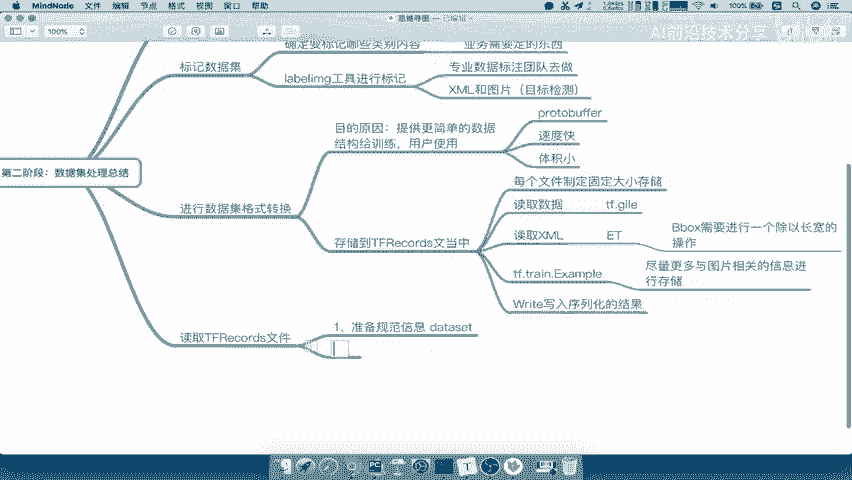 MindNode 文件 编辑 节点 格式 视图 窗口 帮助
100%
思维导图 — 已编辑
100%
AI前沿技术分享
确定要标记哪些类别内容
业务需要定的东西
标记数据集
labelimg工具进行标记
专业数据标注团队去做
XML和图片（目标检测）
第二阶段：数据集处理总结
进行数据集格式转换
目的原因：提供更简单的数据
结构给训练，用户使用
protobuffer
速度快
体积小
存储到TFRecords文当中
每个文件制定固定大小存储
读取数据
tf.gile
读取XML
ET
Bbox需要进行一个除以长宽的
操作
tf.train.Example
尽量更多与图片相关的信息进
行存储
Write写入序列化的结果
读取TFRecords文件
1、准备规范信息 dataset